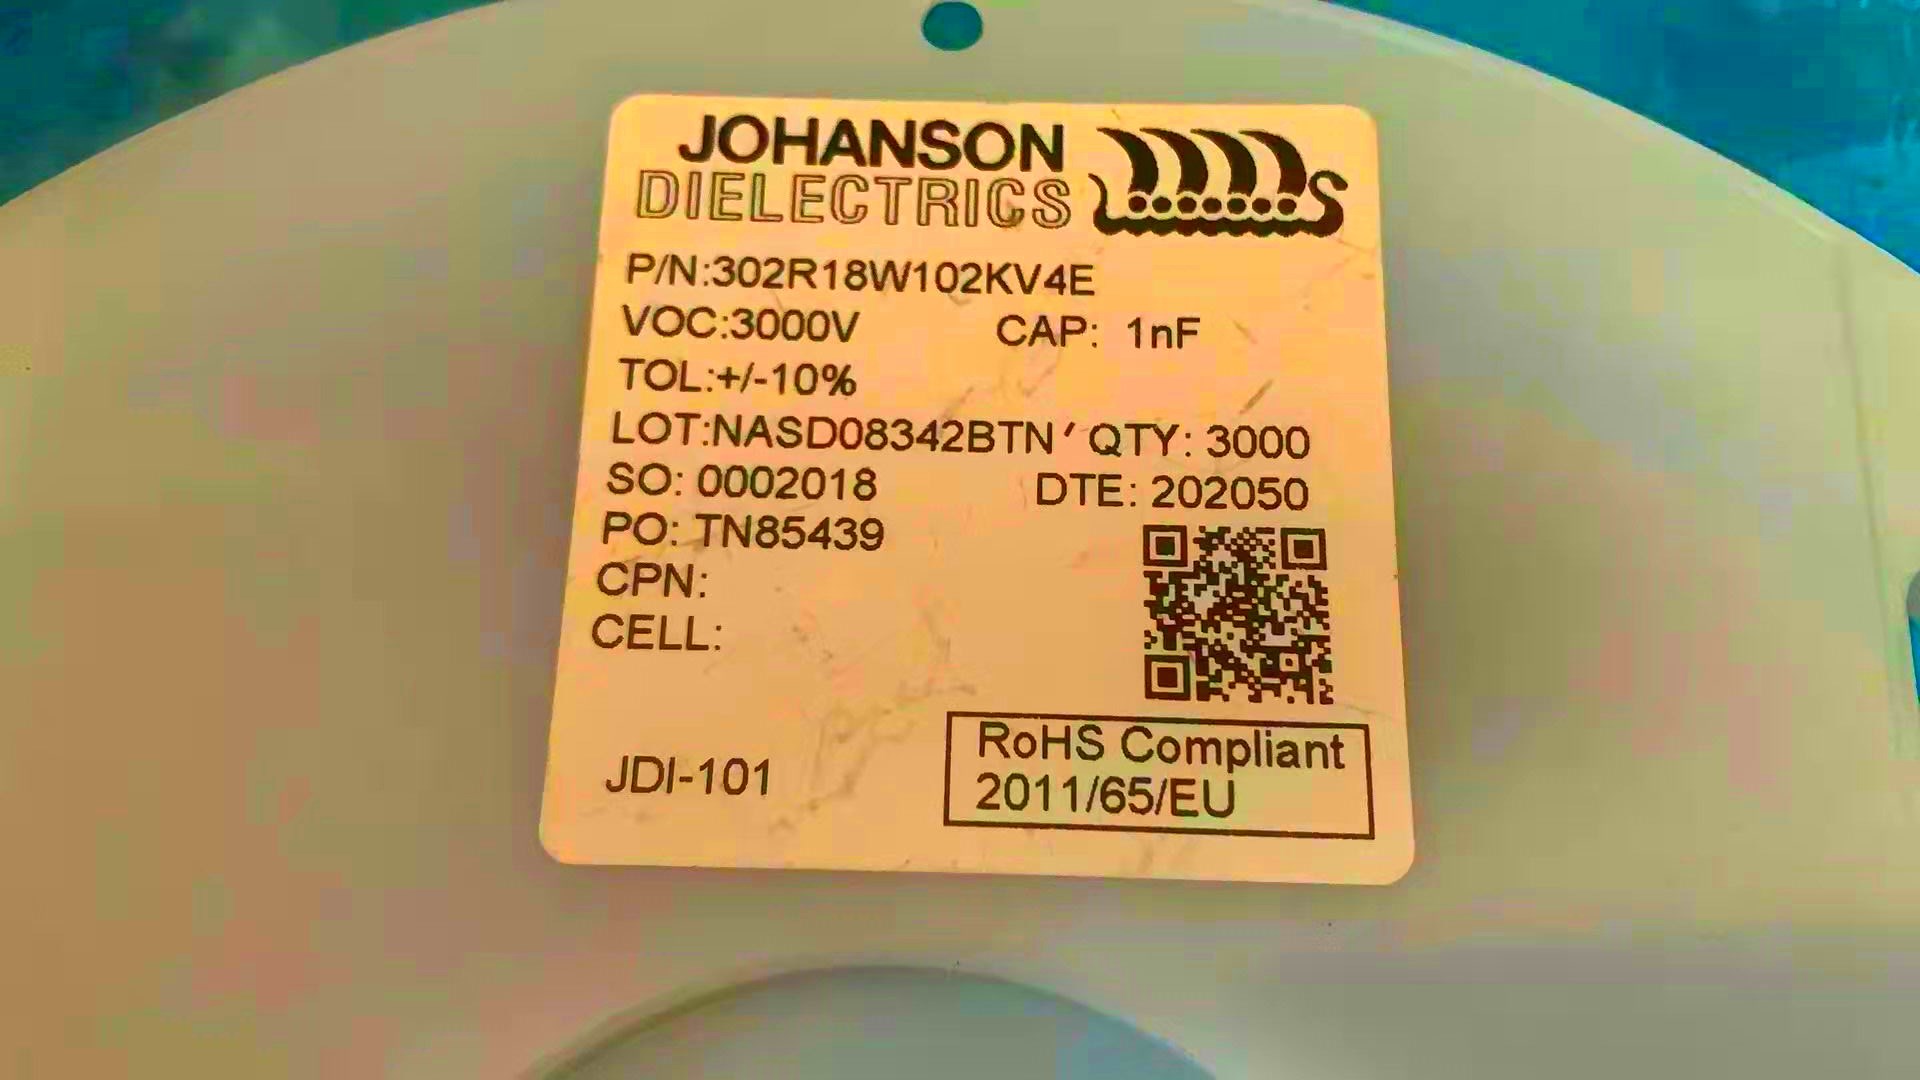 JOHANSON
DIELECTRICS
P/N:302R18W102KV4E
VOC:3000V CAP: 1nF
TOL:+/-10%
LOT:NASD08342BTN ′ QTY: 3000
SO: 0002018 DTE: 202050
PO: TN85439
CPN:
CELL:
JDI-101
RoHS Compliant
2011/65/EU